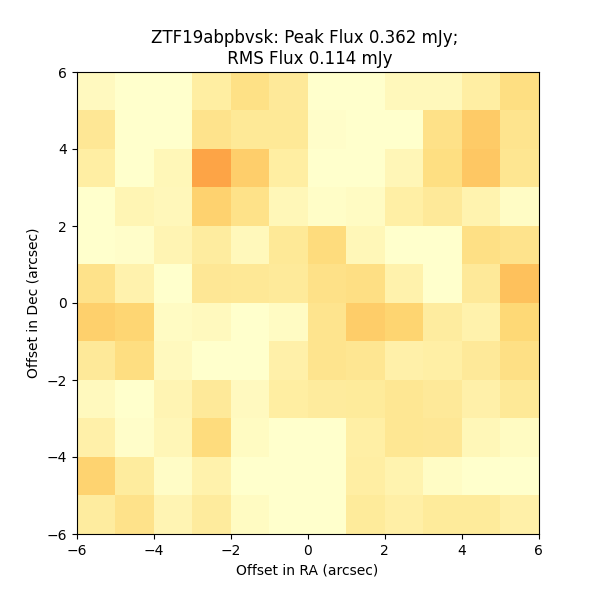 ZTF19abpbvsk: Peak Flux 0.362 mJy;
RMS Flux 0.114 mJy
6
4
2
0
−2
−4
−6
Offset in Dec (arcsec)
−6 −4 −2 0 2 4 6
Offset in RA (arcsec)